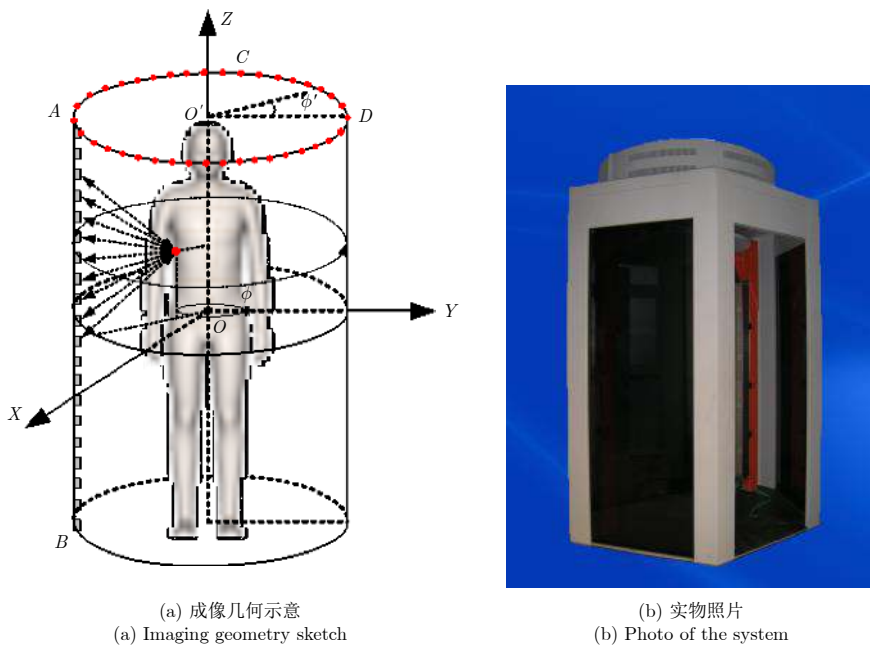 Z
C
A
O′
ϕ′
D
ϕ
O
Y
X
B
(a) 成像几何示意
(a) Imaging geometry sketch
(b) 实物照片
(b) Photo of the system